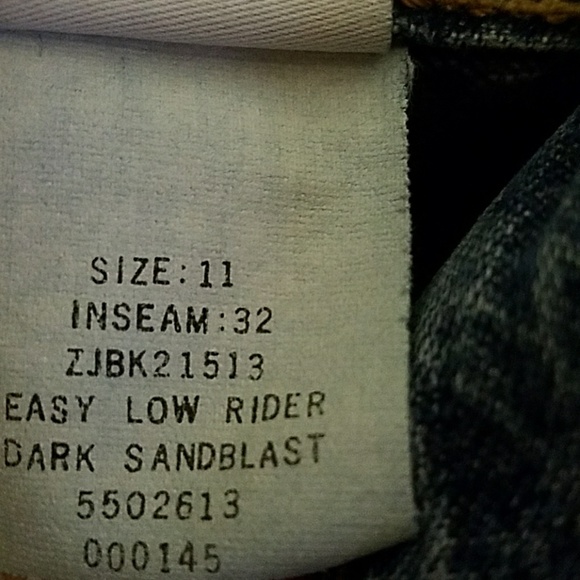 SIZE:11
INSEAM:32
ZJBK21513
EASY LOW RIDER
DARK SANDBLAST
5502613
000145